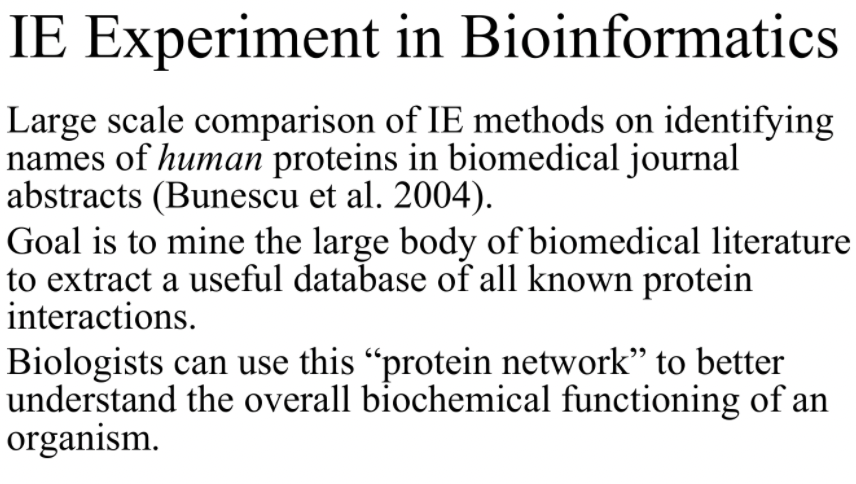 IE Experiment in Bioinformatics
Large scale comparison of IE methods on identifying
names of human proteins in biomedical journal
abstracts (Bunescu et al. 2004).
Goal is to mine the large body of biomedical literature
to extract a useful database of all known protein
interactions.
Biologists can use this “protein network” to better
understand the overall biochemical functioning of an
organism.